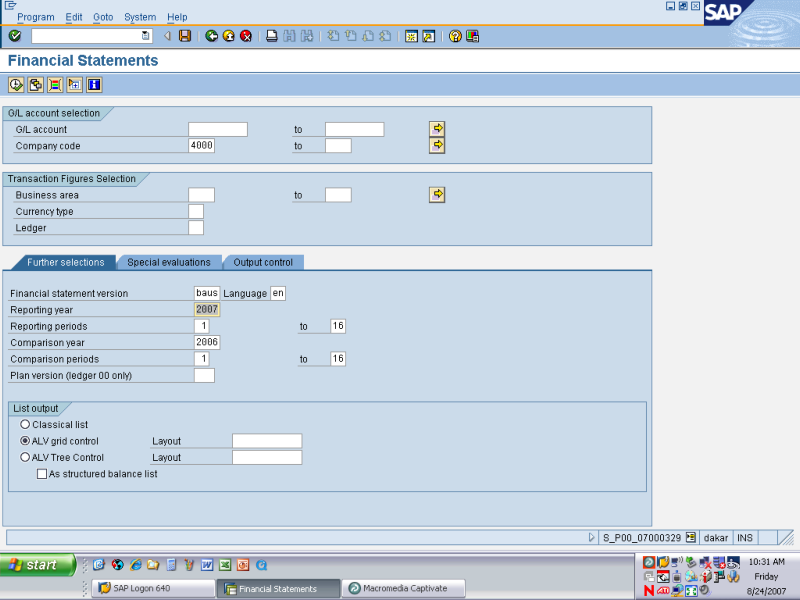 Program Edit Goto System Help
SAP
Financial Statements
G/L account selection
G/L account to
Company code 4000 to
Transaction Figures Selection
Business area to
Currency type
Ledger
Further selections Special evaluations Output control
Financial statement version baus Language en
Reporting year 2007
Reporting periods 1 to 16
Comparison year 2006
Comparison periods 1 to 16
Plan version (ledger 00 only)
List output
Classical list
ALV grid control Layout
ALV Tree Control Layout
As structured balance list
S_P00_07000329 dakar INS
start
10:31 AM
SAP Logon 640 Financial Statements Macromedia Captivate
Friday
8/24/2007